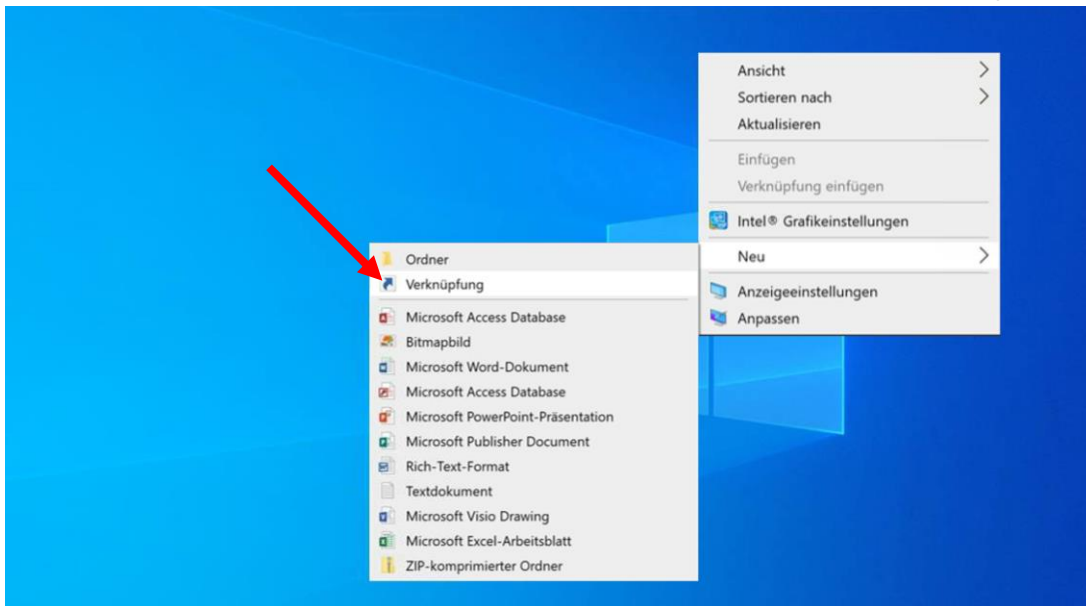 Ansicht
Sortieren nach
Aktualisieren
Einfügen
Verknüpfung einfügen
Intel® Grafikeinstellungen
Neu
Anzeigeeinstellungen
Anpassen
Ordner
Verknüpfung
Microsoft Access Database
Bitmapbild
Microsoft Word-Dokument
Microsoft Access Database
Microsoft PowerPoint-Präsentation
Microsoft Publisher Document
Rich-Text-Format
Textdokument
Microsoft Visio Drawing
Microsoft Excel-Arbeitsblatt
ZIP-komprimierter Ordner